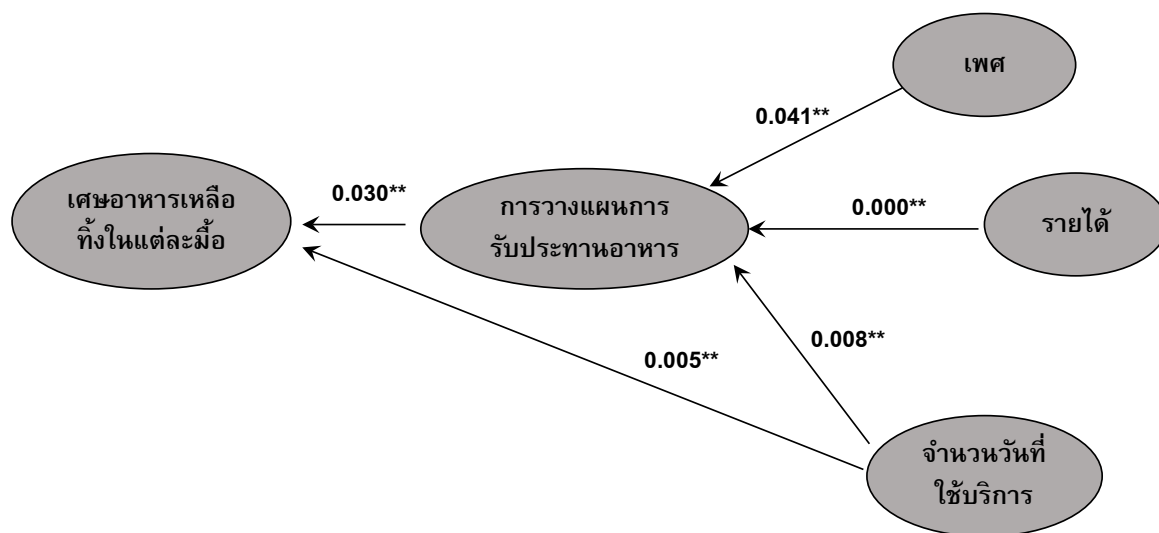 เพศ
0.041**
เศษอาหารเหลือ
ทิ้งในแต่ละมื้อ
0.030**
การวางแผนการ
รับประทานอาหาร
0.000**
รายได้
0.008**
0.005**
จำนวนวันที่
ใช้บริการ